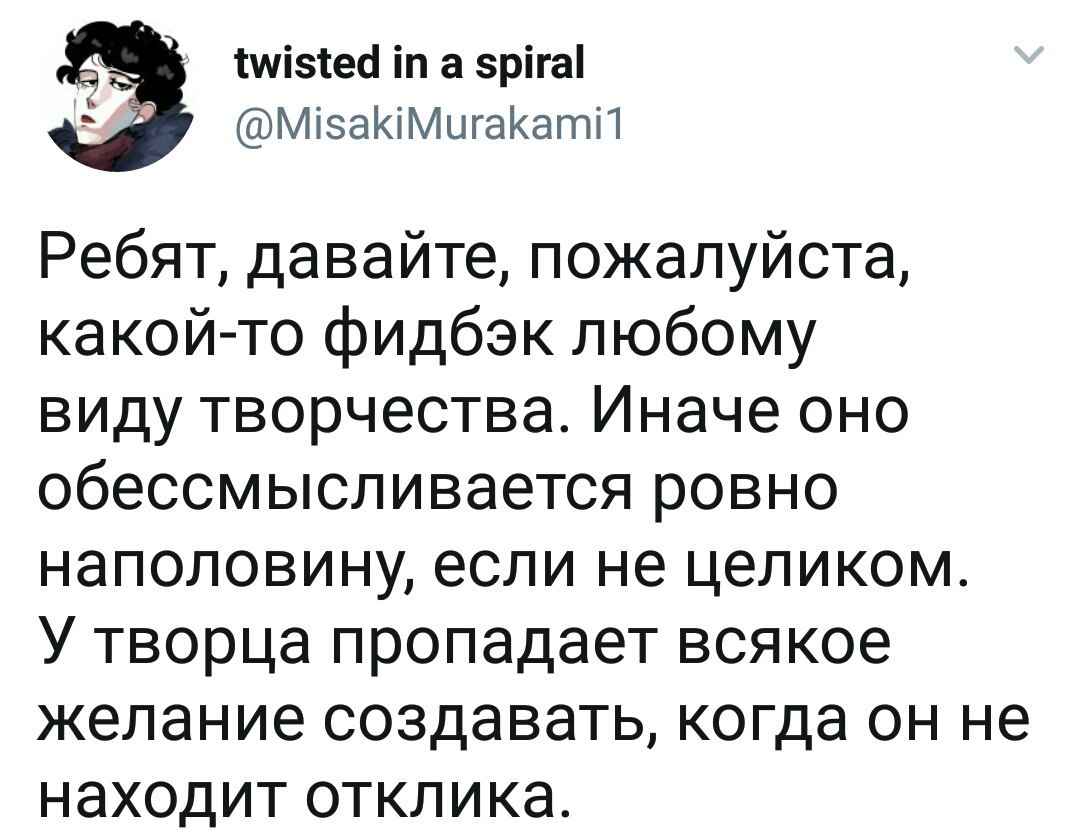 twisted in a spiral
@MisakiMurakami1
Ребят, давайте, пожалуйста,
какой-то фидбэк любому
виду творчества. Иначе оно
обессмысливается ровно
наполовину, если не целиком.
У творца пропадает всякое
желание создавать, когда он не
находит отклика.